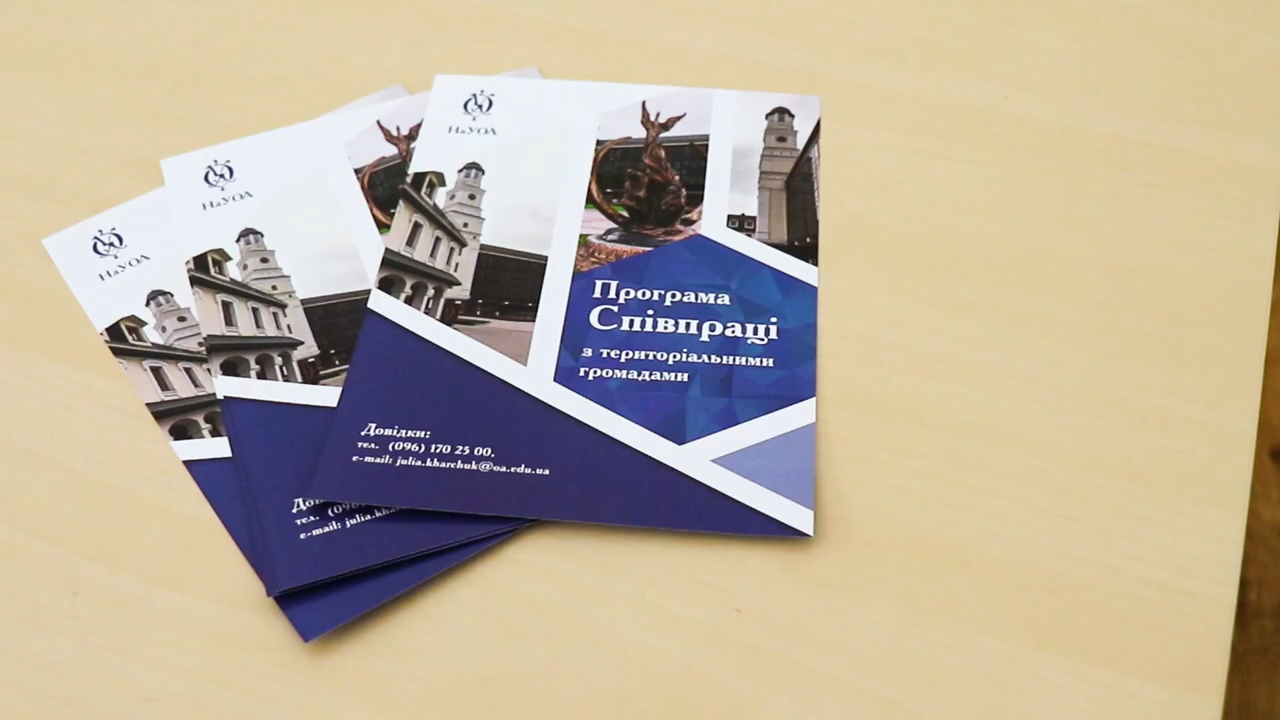 НаУОА
Програма
Співпраці
з територіальними
громадами
Довідки:
тел. (096) 170 25 00.
e-mail: julia.kharchuk@oa.edu.ua
НаУОА
тел. (096)
e-mail: julia.kha
НаУОА